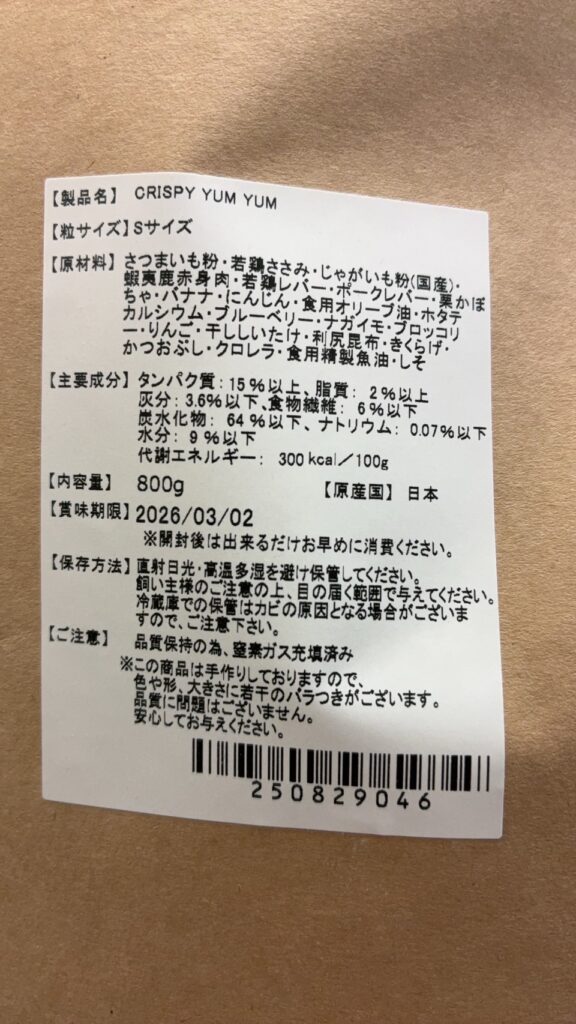 【製品名】 CRISPY YUM YUM
【粒サイズ】Sサイズ
【原材料】さつまいも粉・若鶏ささみ・じゃがいも粉(国産)・
蝦夷鹿赤身肉・若鶏レバー・ポークレバー・栗かぼ
ちゃ・バナナ・にんじん・食用オリーブ油・ホタテ
カルシウム・ブルーベリー・ナガイモ・ブロッコリ
ー・りんご・干ししいたけ・利尻昆布・きくらげ・
かつおぶし・クロレラ・食用精製魚油・しそ
【主要成分】タンパク質：15％以上、脂質： 2％以上
灰分：3.6％以下、食物繊維： 6％以下
炭水化物： 64％以下、ナトリウム： 0.07％以下
水分： 9％以下
代謝エネルギー： 300kcal／100g
【内容量】 800g 【原産国】 日本
【賞味期限】2026/03/02
※開封後は出来るだけお早めに消費ください。
【保存方法】直射日光・高温多湿を避け保管してください。
飼い主様のご注意の上、目の届く範囲で与えてください。
冷蔵庫での保管はカビの原因となる場合がございま
すので、ご注意下さい。
【ご注意】 品質保持の為、窒素ガス充填済み
※この商品は手作りしておりますので、
色や形、大きさに若干のバラつきがございます。
品質に問題はございません。
安心してお与えください。
250829046